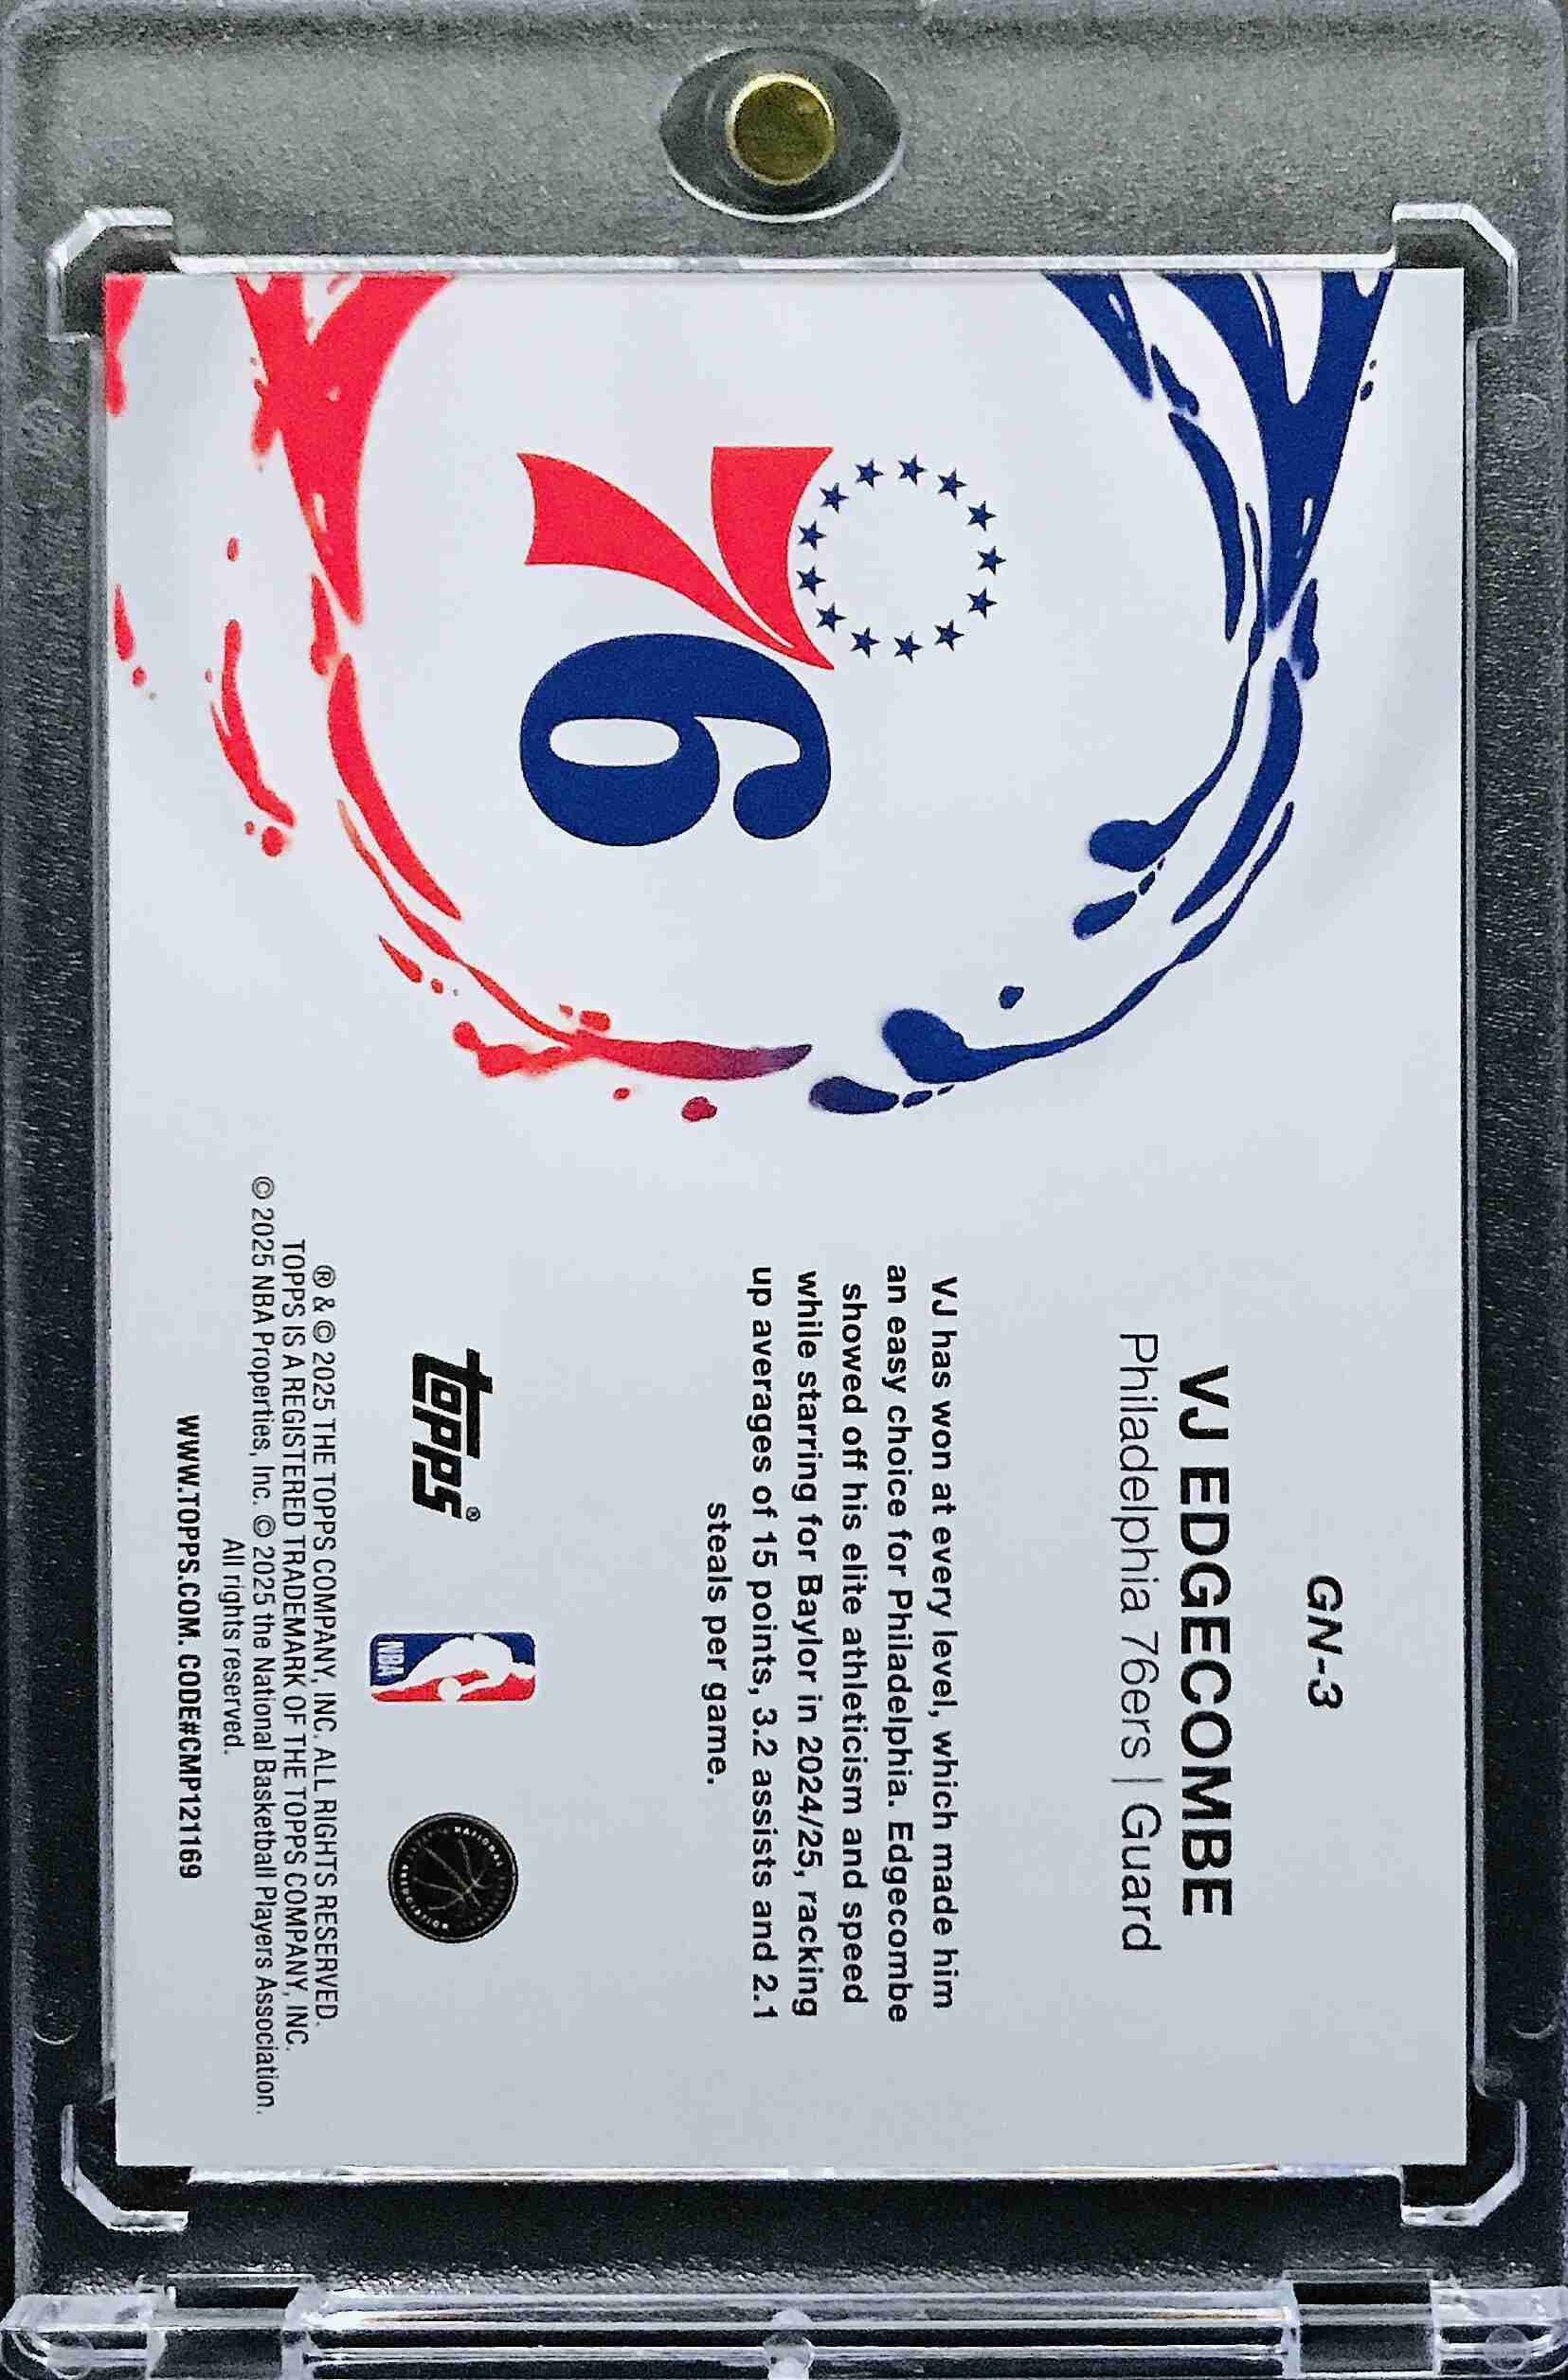 GN-3
VJ EDGECOMBE
Philadelphia 76ers | Guard
VJ has won at every level, which made him
an easy choice for Philadelphia. Edgecombe
showed off his elite athleticism and speed
while starring for Baylor in 2024/25, racking
up averages of 15 points, 3.2 assists and 2.1
steals per game.
76
topps®
NBA
® & © 2025 THE TOPPS COMPANY, INC. ALL RIGHTS RESERVED.
TOPPS IS A REGISTERED TRADEMARK OF THE TOPPS COMPANY, INC.
© 2025 NBA Properties, Inc. © 2025 the National Basketball Players Association.
All rights reserved.
WWW.TOPPS.COM. CODE#CMP121169